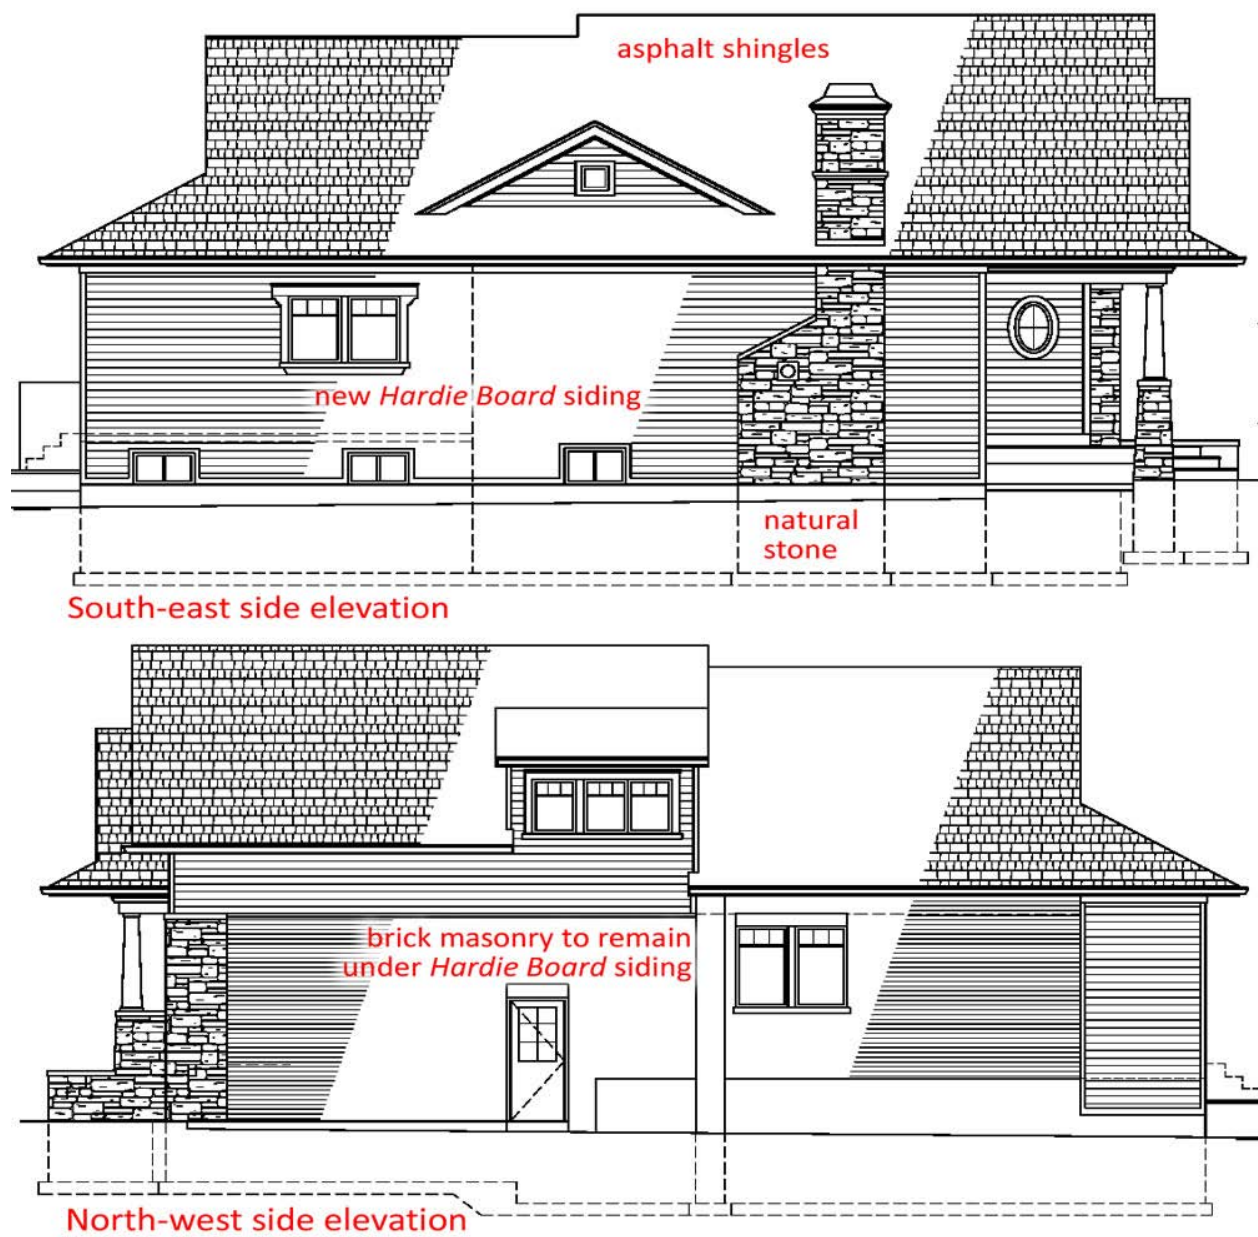 asphalt shingles
new Hardie Board siding
natural
stone
South-east side elevation
brick masonry to remain
under Hardie Board siding
North-west side elevation